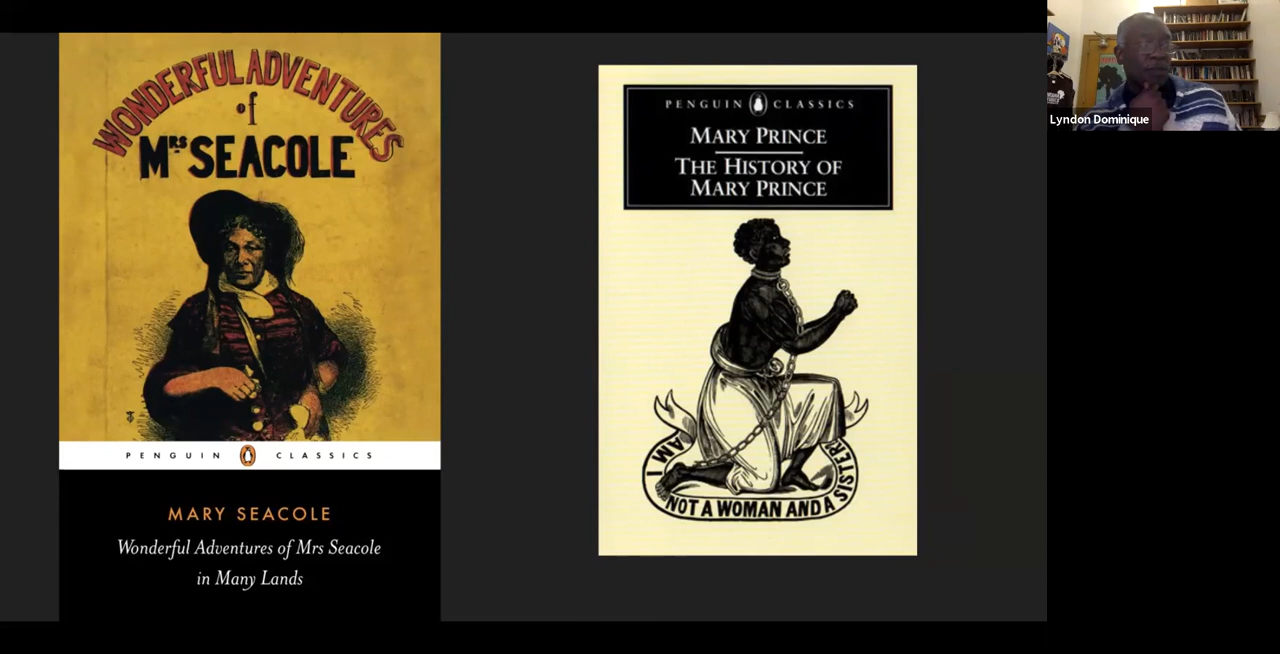 WONDERFUL ADVENTURES
of
MRS SEACOLE
PENGUIN CLASSICS
MARY SEACOLE
Wonderful Adventures of Mrs Seacole
in Many Lands
PENGUIN CLASSICS
MARY PRINCE
THE HISTORY OF
MARY PRINCE
AM I NOT A WOMAN AND A SISTER
Lyndon Dominique